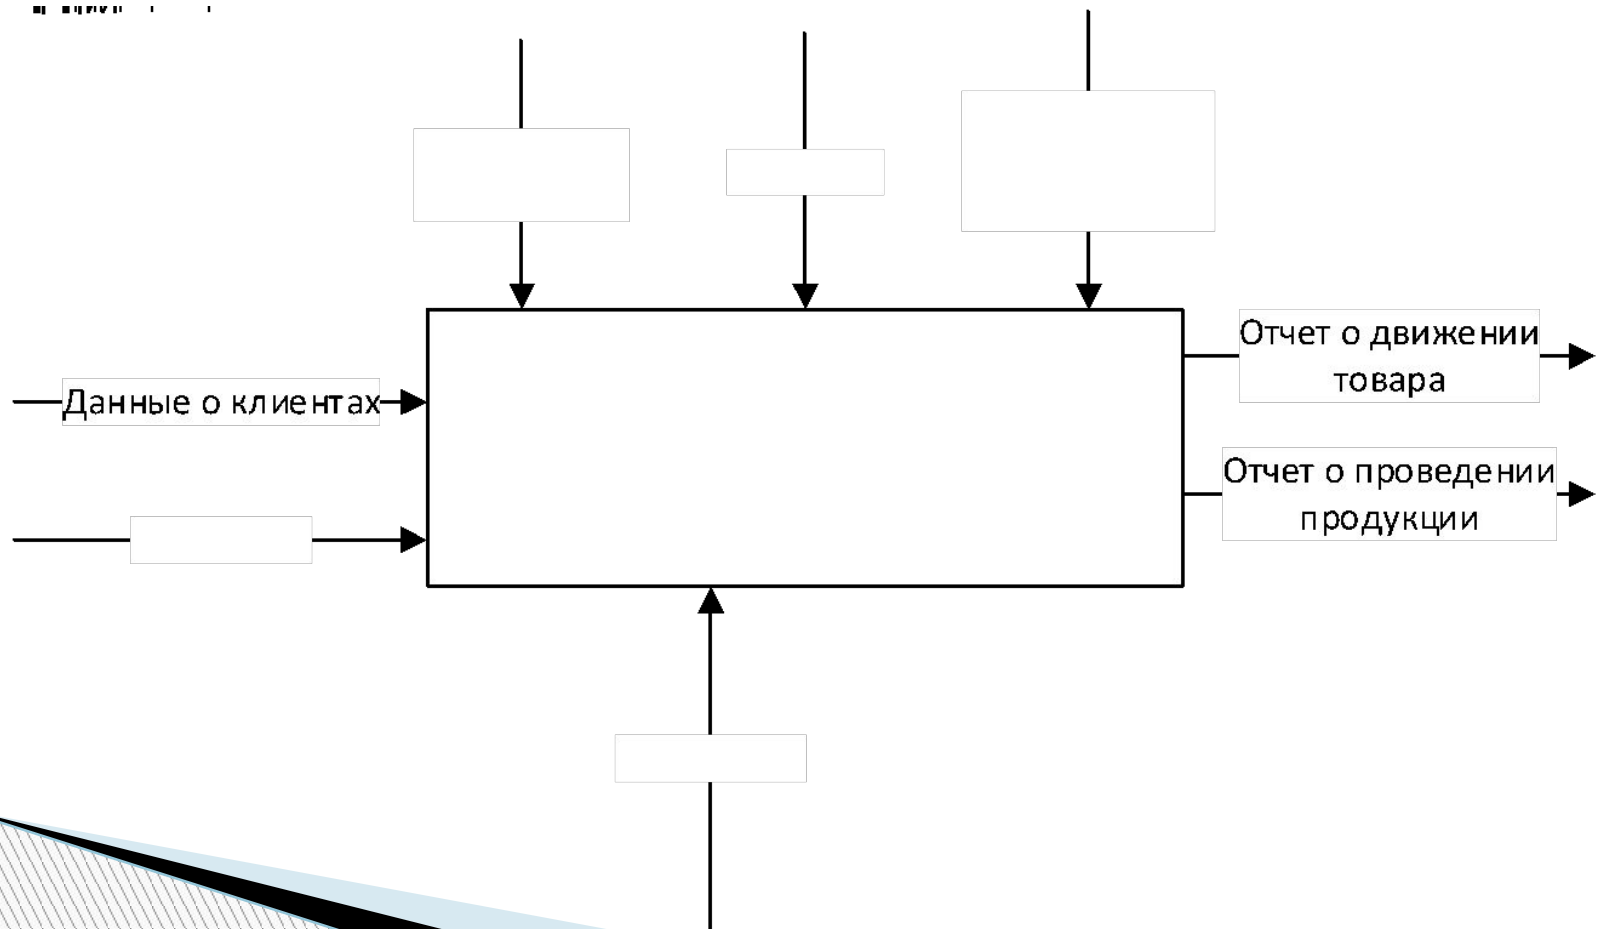 Отчет о движении
товара
Данные о клиентах
Отчет о проведении
продукции